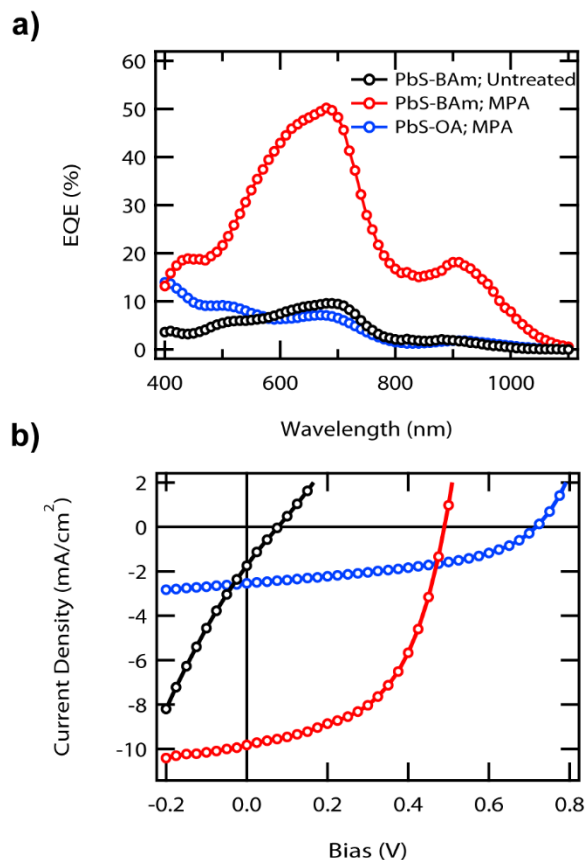 a)
60
50
40
30
20
10
0
EQE (%)
PbS-BAm; Untreated
PbS-BAm; MPA
PbS-OA; MPA
400
600
800
1000
Wavelength (nm)
b)
2
0
-2
-4
-6
-8
-10
Current Density (mA/cm²)
-0.2
0.0
0.2
0.4
0.6
0.8
Bias (V)